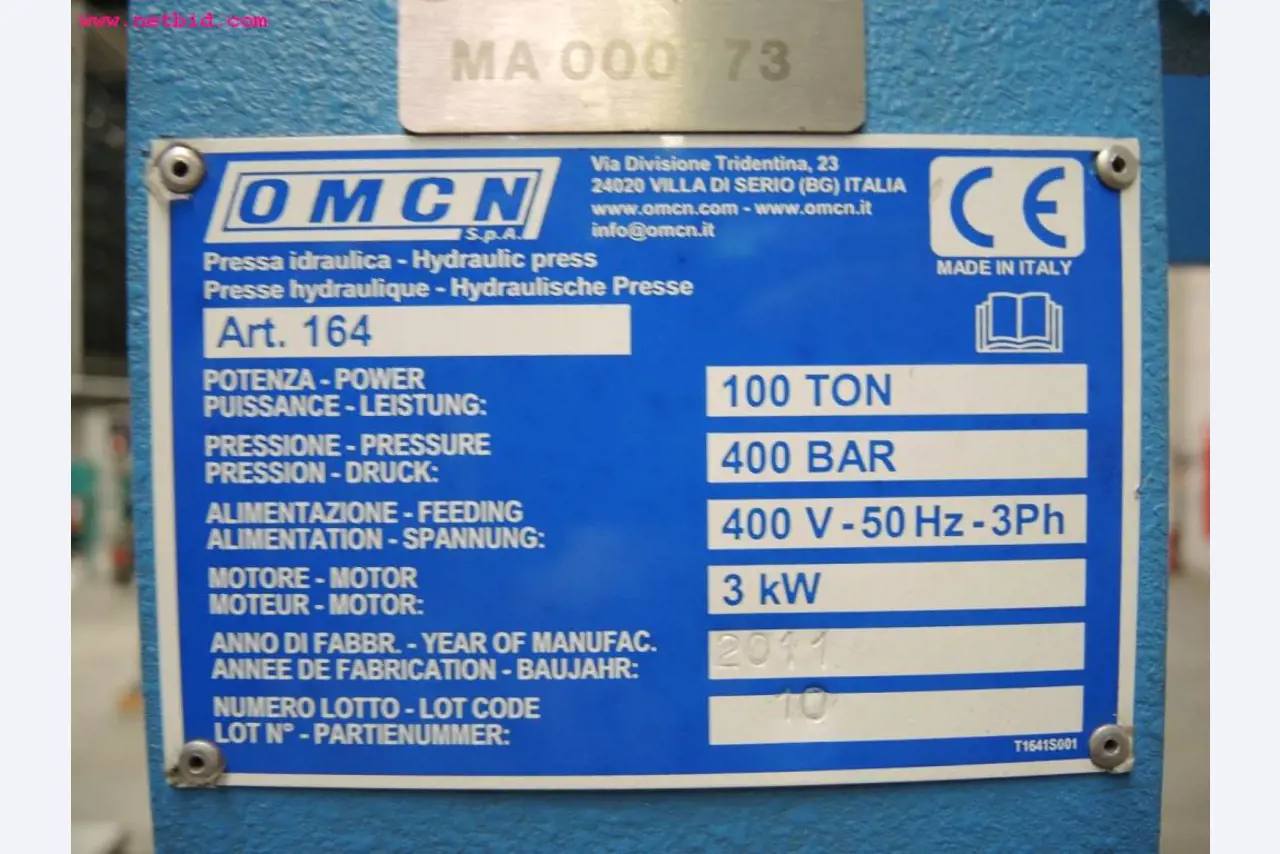 www.netbid.com
MA 000 73
OMCN
S.p.A.
Via Divisione Tridentina, 23
24020 VILLA DI SERIO (BG) ITALIA
www.omcn.com - www.omcn.it
info@omcn.it
CE
MADE IN ITALY
Pressa idraulica - Hydraulic press
Presse hydraulique - Hydraulische Presse
Art. 164
POTENZA - POWER
PUISSANCE - LEISTUNG:
100 TON
PRESSIONE - PRESSURE
PRESSION - DRUCK:
400 BAR
ALIMENTAZIONE - FEEDING
ALIMENTATION - SPANNUNG:
400 V - 50 Hz - 3Ph
MOTORE - MOTOR
MOTEUR - MOTOR:
3 kW
ANNO DI FABBR. - YEAR OF MANUFAC.
ANNEE DE FABRICATION - BAUJAHR:
2011
NUMERO LOTTO - LOT CODE
LOT N° - PARTIENUMMER:
10
T1641S001